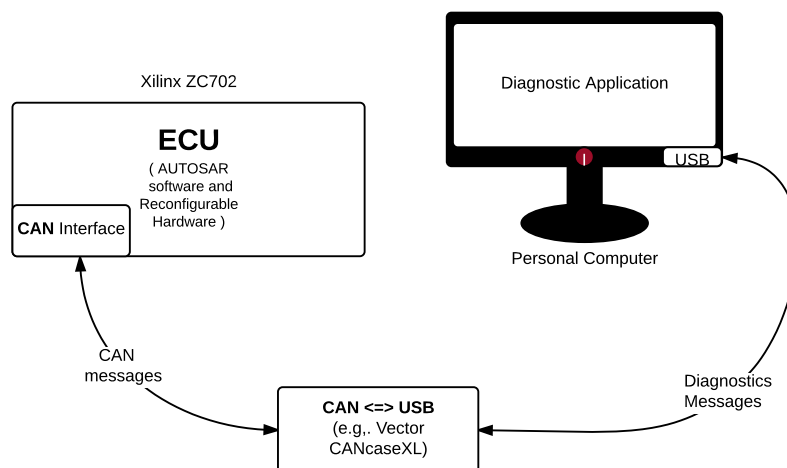 Xilinx ZC702
ECU
( AUTOSAR
software and
Reconfigurable
Hardware )
CAN Interface
Diagnostic Application
USB
Personal Computer
CAN
messages
CAN <=> USB
(e.g,. Vector
CANcaseXL)
Diagnostics
Messages